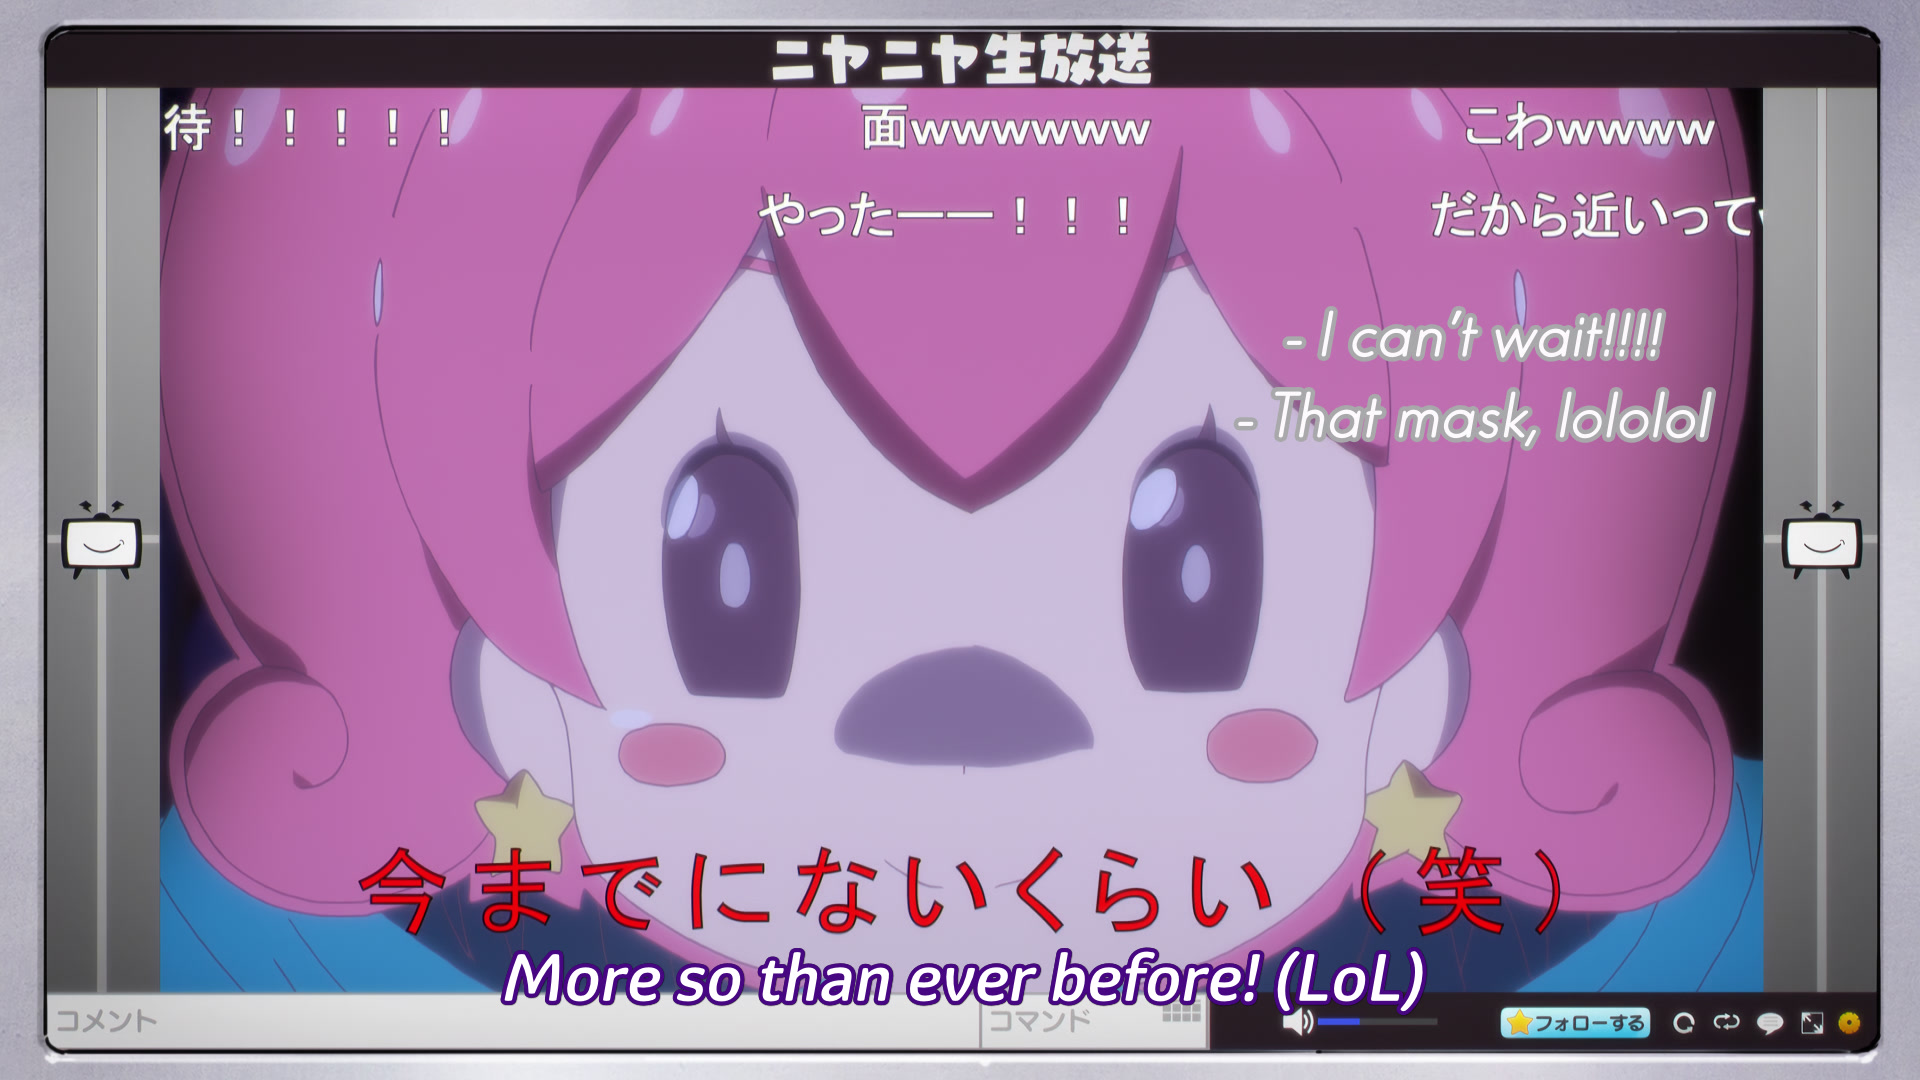 ニヤニヤ生放送
待！！！！！
面wwwwww
こわwwww
やったーー！！！
だから近いって
- I can't wait!!!!
- That mask, lololol
今までにないくらい（笑）
More so than ever before! (LoL)
コメント
コマンド
フォローする